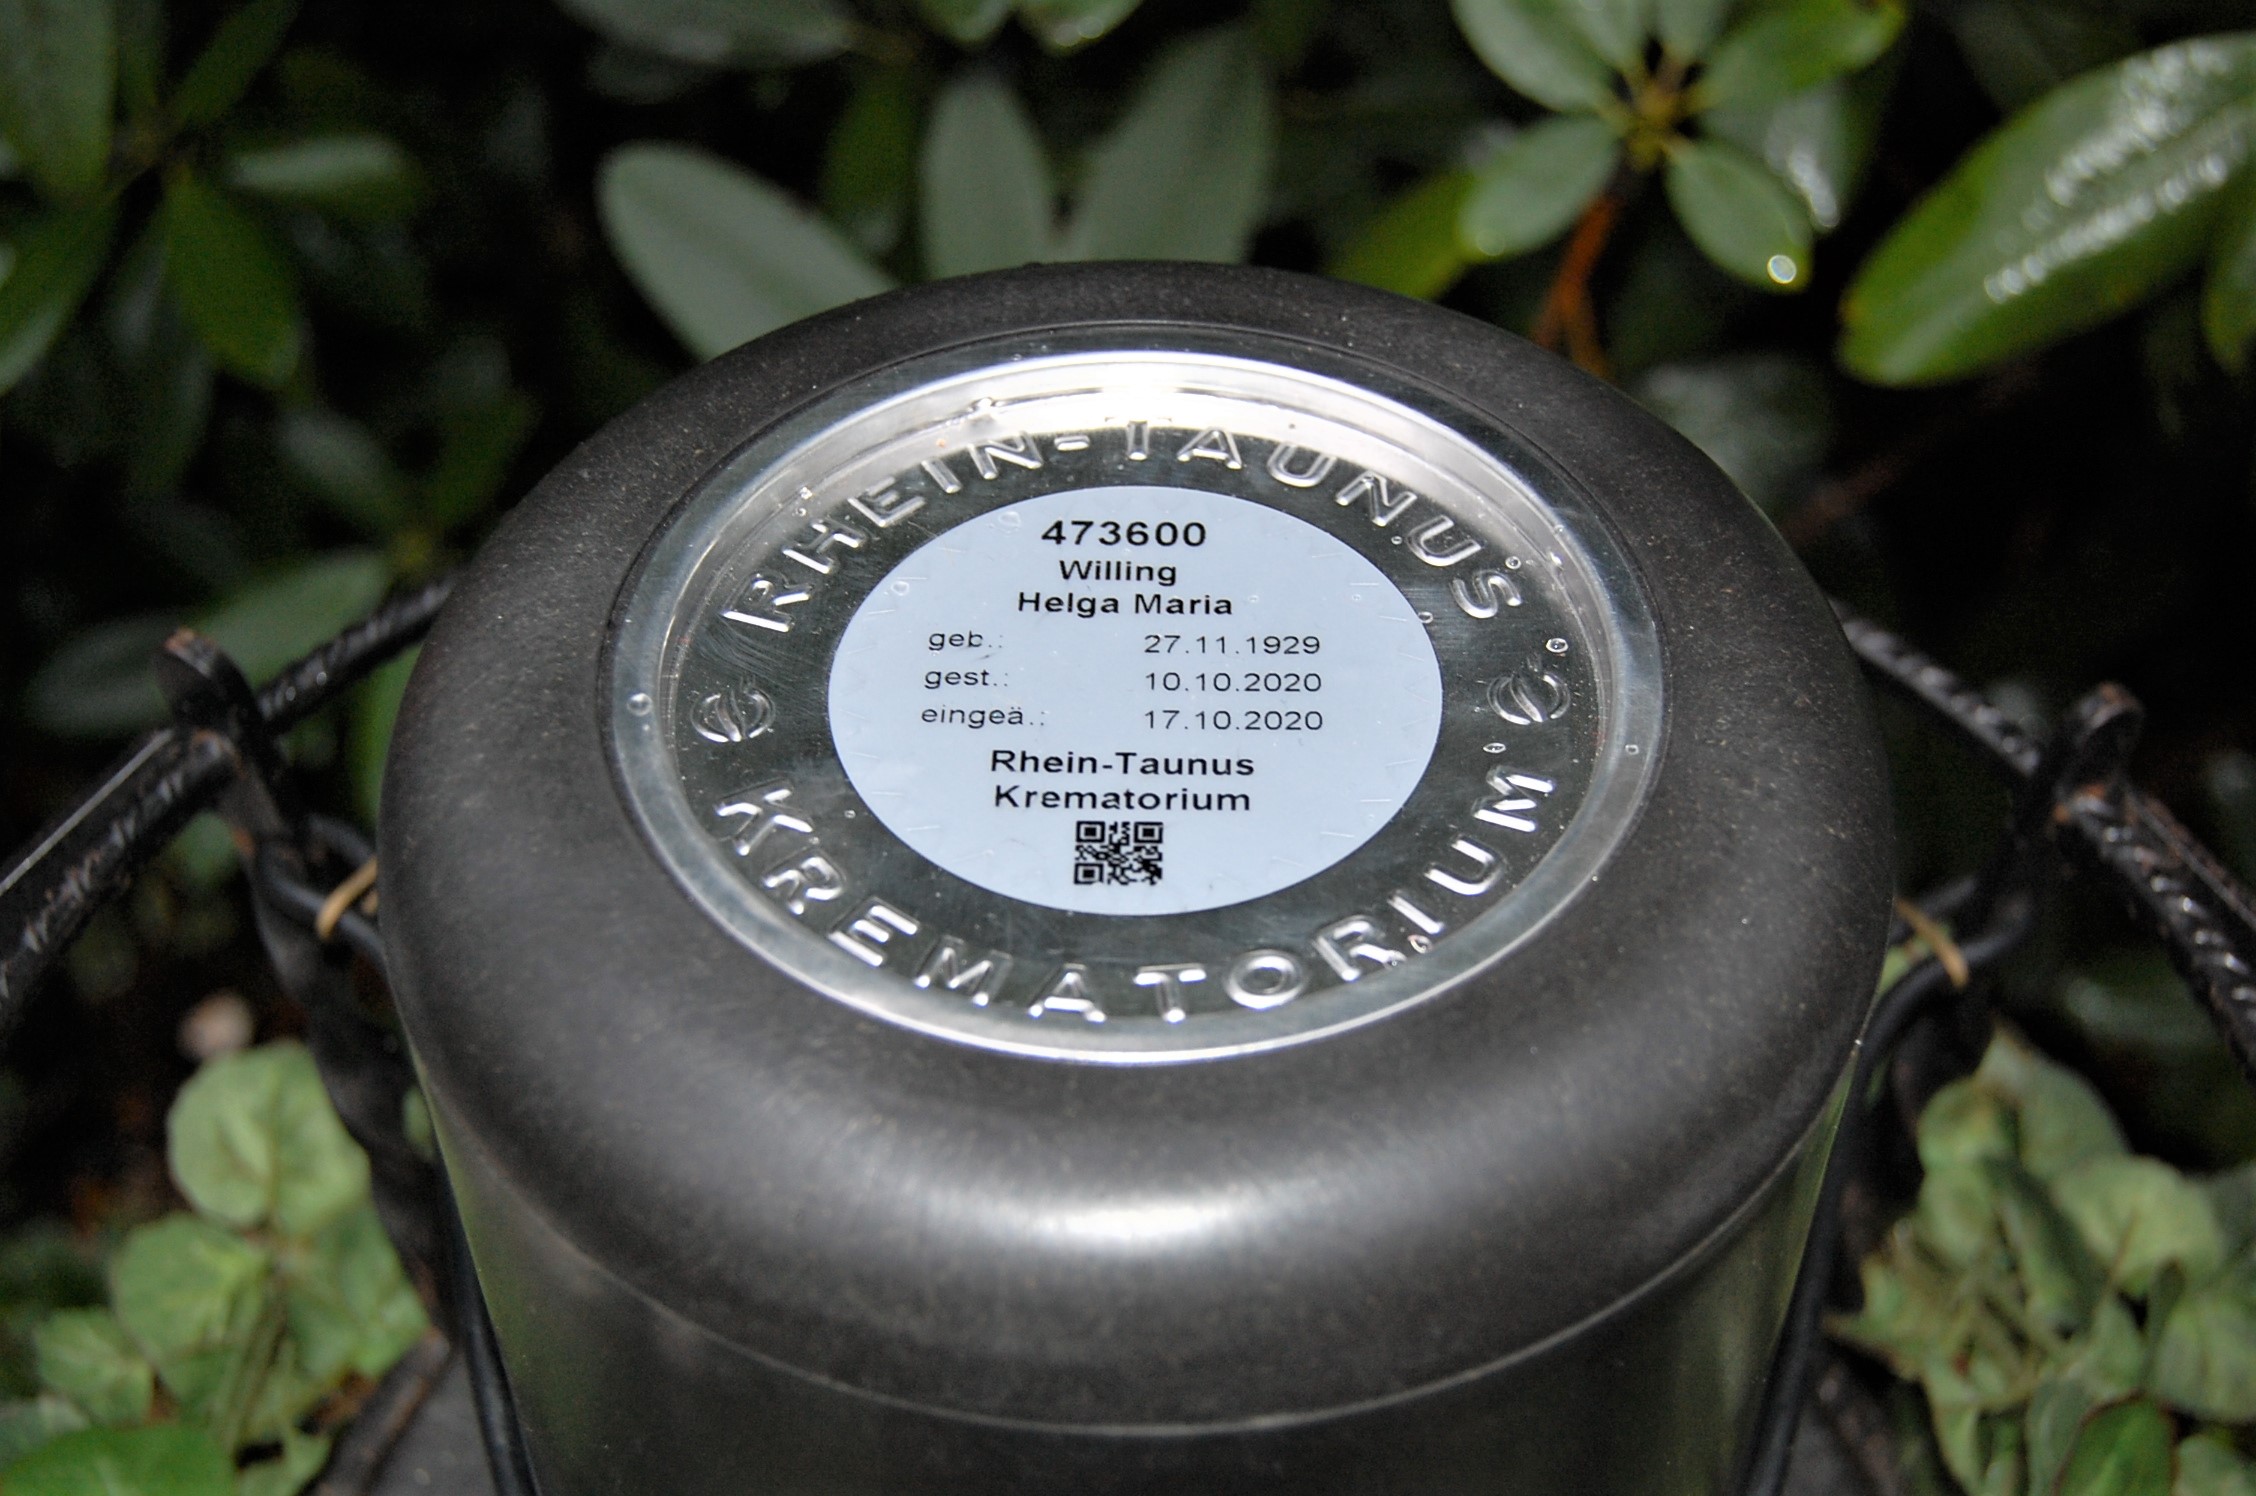 RHEIN-TAUNUS
473600
Willing
Helga Maria
geb.: 27.11.1929
gest.: 10.10.2020
eingeä.: 17.10.2020
Rhein-Taunus
Krematorium
KREMATORIUM